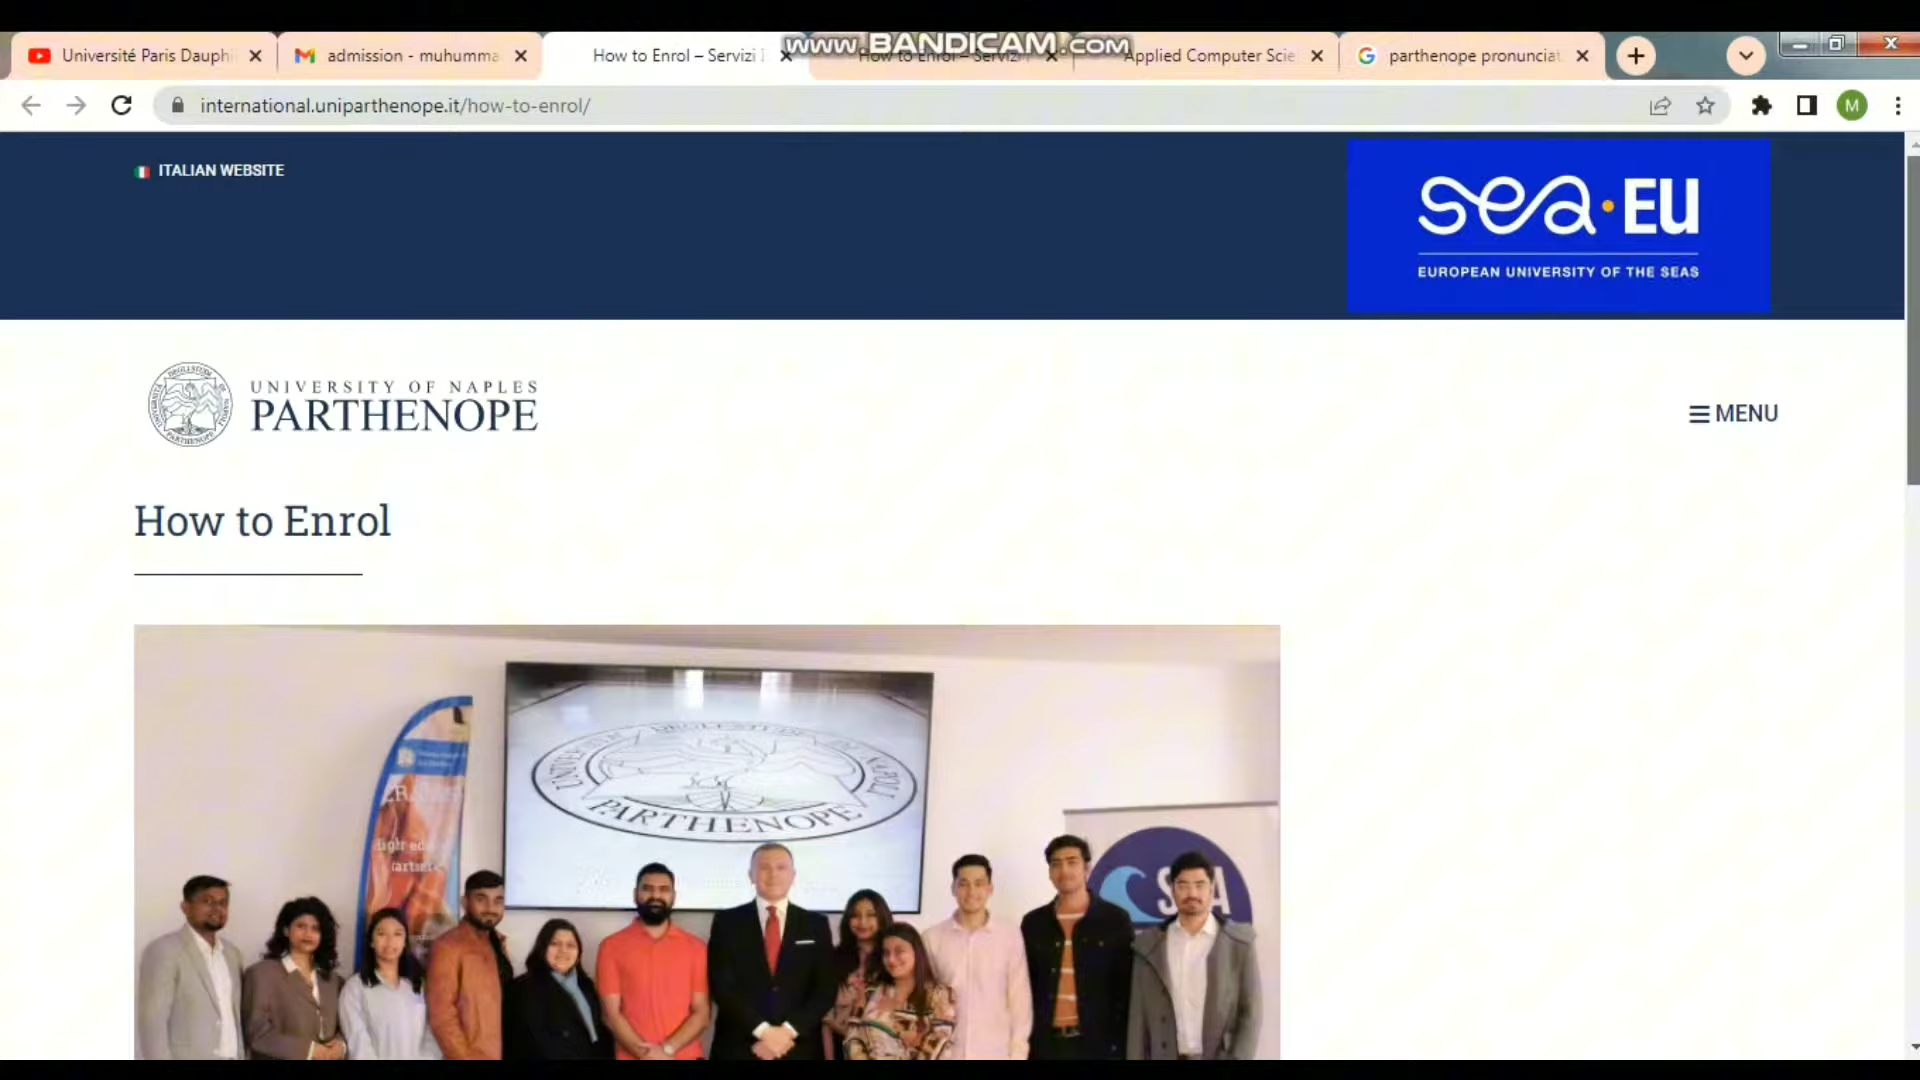 www.BANDICAM.com
Université Paris Dauphi
admission - muhumma
How to Enrol – Servizi
How to Enrol – Servizi
Applied Computer Scie
parthenope pronunciat
international.uniparthenope.it/how-to-enrol/
M
ITALIAN WEBSITE
sea·EU
EUROPEAN UNIVERSITY OF THE SEAS
UNIVERSITY OF NAPLES
PARTHENOPE
MENU
How to Enrol
PARTHENOPE